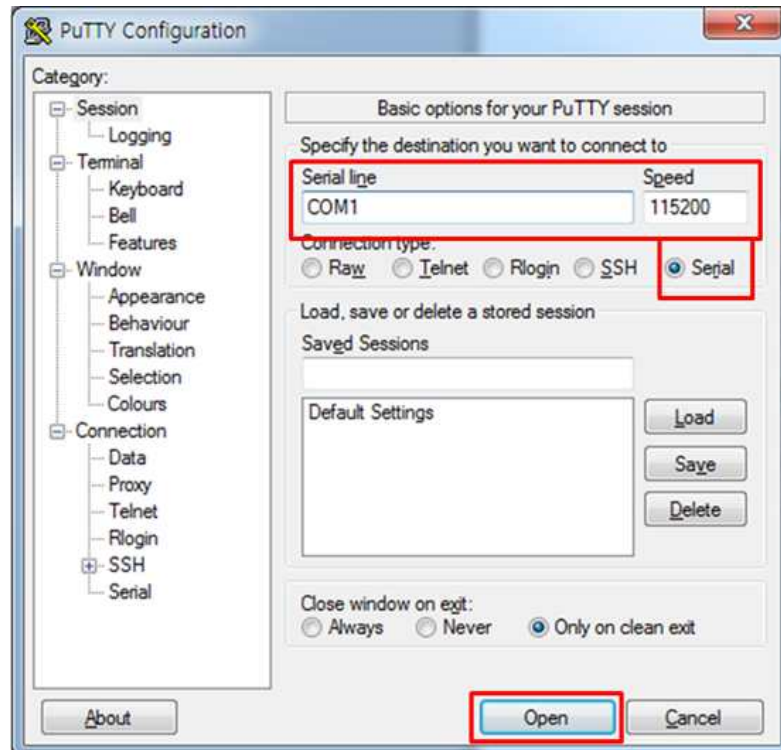 PuTTY Configuration
Category:
Session
Logging
Terminal
Keyboard
Bell
Features
Window
Appearance
Behaviour
Translation
Selection
Colours
Connection
Data
Proxy
Telnet
Rlogin
SSH
Serial
Basic options for your PuTTY session
Specify the destination you want to connect to
Serial line Speed
COM1 115200
Connection type:
Raw Telnet Rlogin SSH Serial
Load, save or delete a stored session
Saved Sessions
Default Settings
Load
Save
Delete
Close window on exit:
Always Never Only on clean exit
About Open Cancel